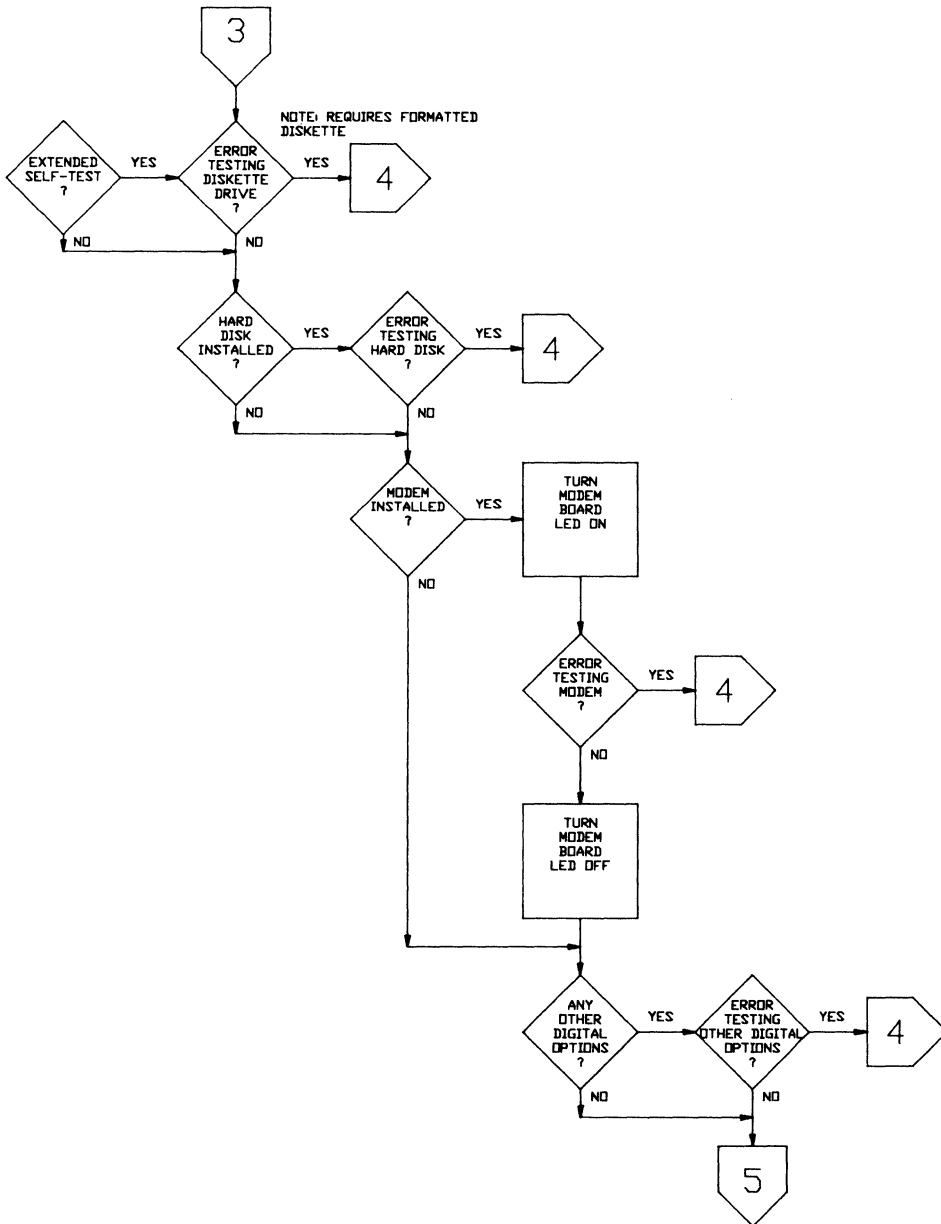 3
NOTE: REQUIRES FORMATTED
DISKETTE
EXTENDED
SELF-TEST
?
YES
NO
ERROR
TESTING
DISKETTE
DRIVE
?
YES
NO
4
HARD
DISK
INSTALLED
?
YES
NO
ERROR
TESTING
HARD DISK
?
YES
NO
4
MODEM
INSTALLED
?
YES
NO
TURN
MODEM
BOARD
LED ON
ERROR
TESTING
MODEM
?
YES
NO
4
TURN
MODEM
BOARD
LED OFF
ANY
OTHER
DIGITAL
OPTIONS
?
YES
NO
ERROR
TESTING
OTHER DIGITAL
OPTIONS
?
YES
NO
4
5